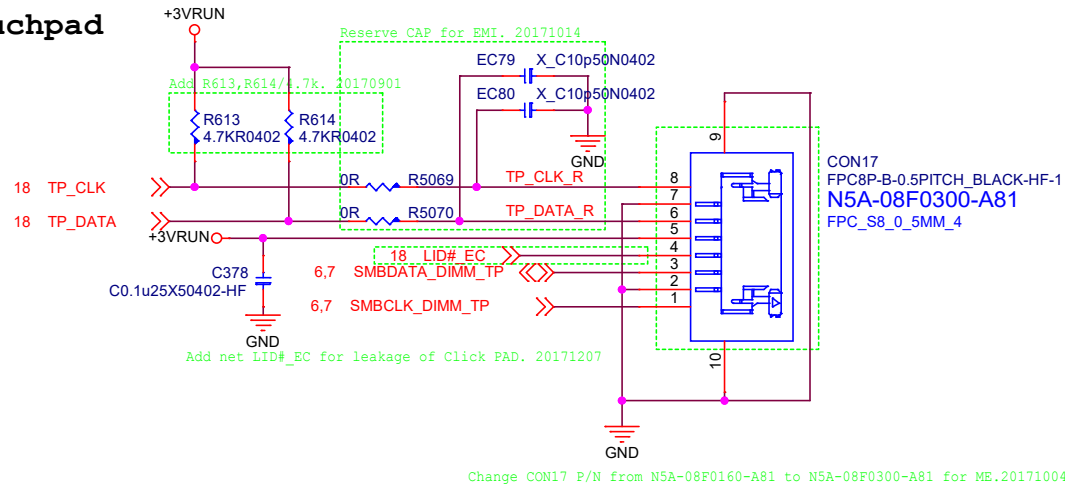 uchpad
+3VRUN
Reserve CAP for EMI. 20171014
EC79 X_C10p50N0402
Add R613,R614/4.7k. 20170901
EC80 X_C10p50N0402
R613
4.7KR0402
R614
4.7KR0402
GND
9
CON17
FPC8P-B-0.5PITCH_BLACK-HF-1
N5A-08F0300-A81
FPC_S8_0_5MM_4
18 TP_CLK
0R R5069
TP_CLK_R
8
7
18 TP_DATA
0R R5070
TP_DATA_R
6
+3VRUN
5
18 LID#_EC
4
C378
C0.1u25X50402-HF
6,7 SMBDATA_DIMM_TP
3
2
6,7 SMBCLK_DIMM_TP
1
GND
Add net LID#_EC for leakage of Click PAD. 20171207
10
GND
Change CON17 P/N from N5A-08F0160-A81 to N5A-08F0300-A81 for ME.20171004